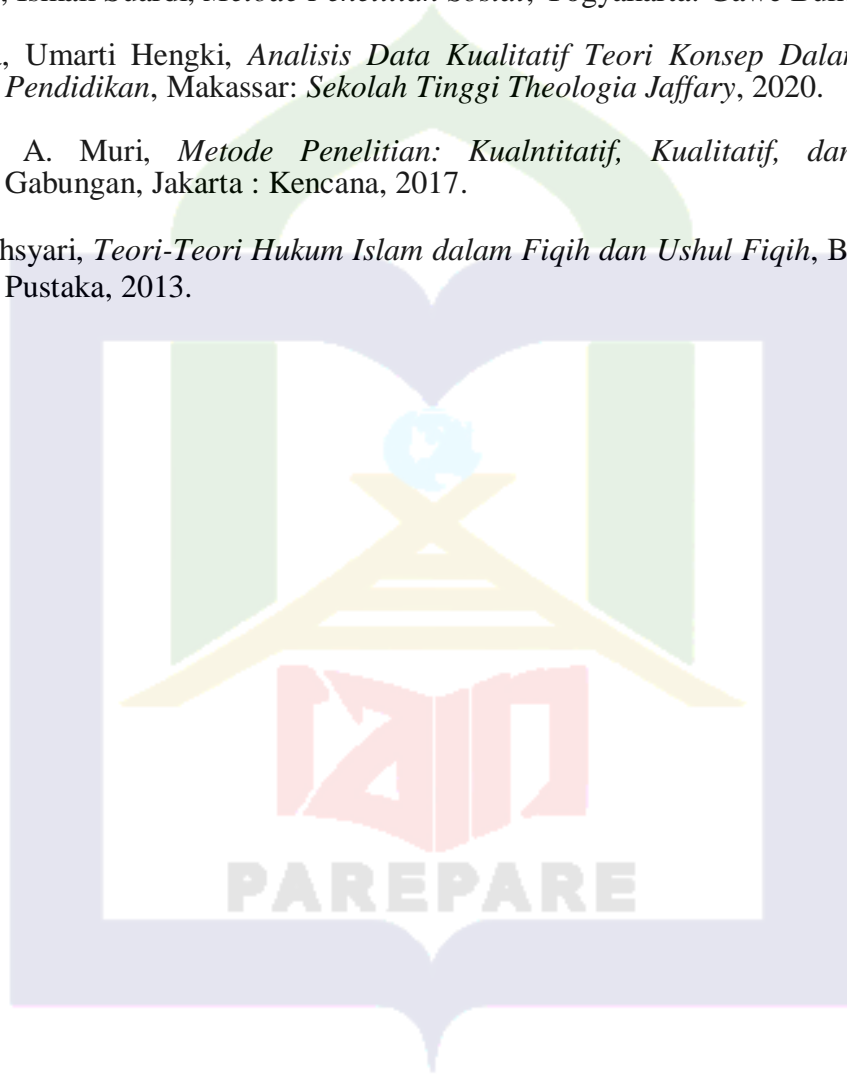 , Ismail Suardi, Metode Penelitian Sosial, Yogyakarta: Gawe
, Umarti Hengki, Analisis Data Kualitatif Teori Konsep
Pendidikan, Makassar: Sekolah Tinggi Theologia Jaffary, 2020.
A. Muri, Metode Penelitian: Kualntitatif, Kualitatif, dan
Gabungan, Jakarta : Kencana, 2017.
hsyari, Teori-Teori Hukum Islam dalam Fiqih dan Ushul Fiqih, B
Pustaka, 2013.
iain
PAREPARE